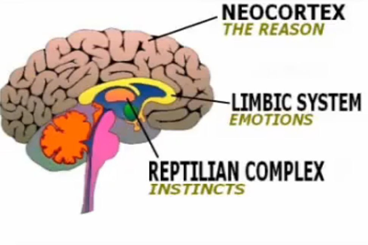 NEOCORTEX
THE REASON
LIMBIC SYSTEM
EMOTIONS
REPTILIAN COMPLEX
INSTINCTS